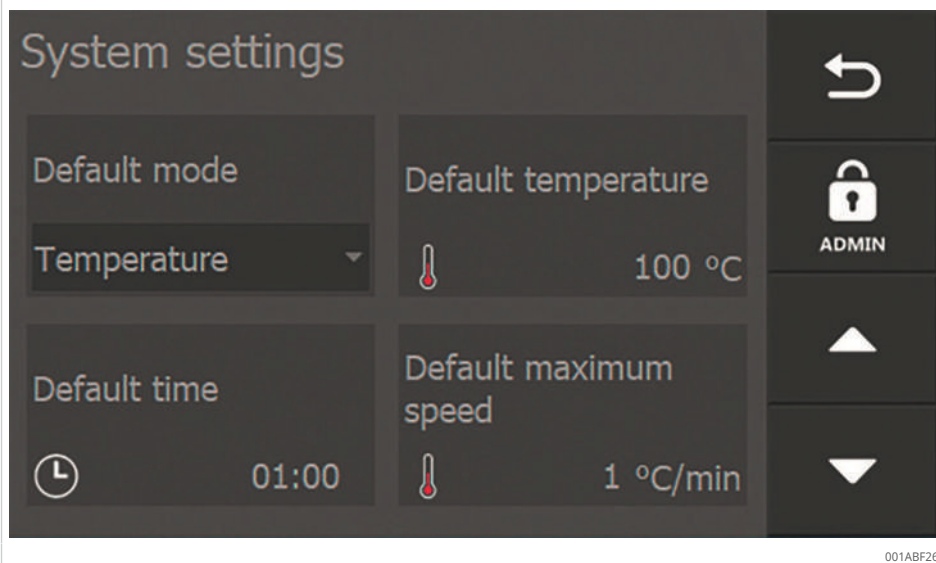 System settings
Default mode
Temperature
Default temperature
100 °C
Default time
01:00
Default maximum
speed
1 °C/min
ADMIN
001ABF26